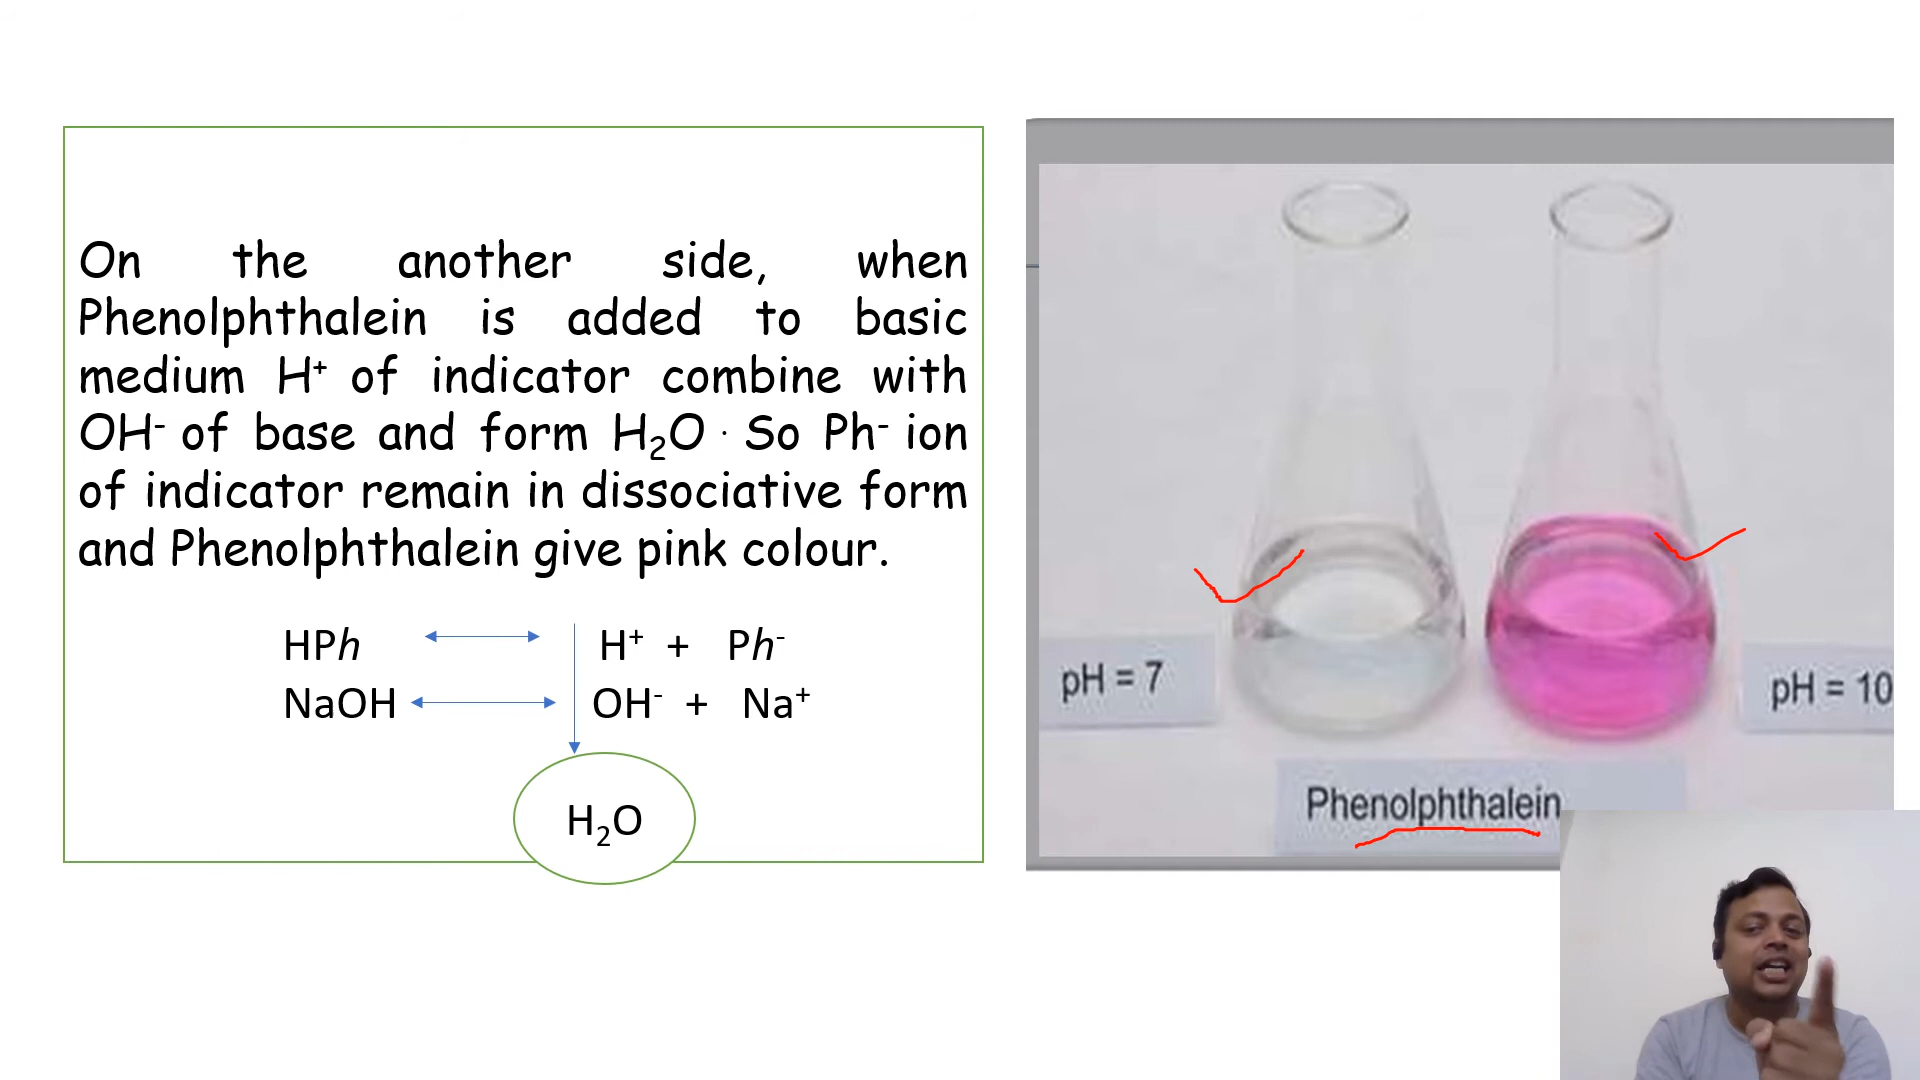 On the another side, when
Phenolphthalein is added to basic
medium H⁺ of indicator combine with
OH⁻ of base and form H₂O . So Ph⁻ ion
of indicator remain in dissociative form
and Phenolphthalein give pink colour.
HPh H⁺ + Ph⁻
NaOH OH⁻ + Na⁺
H₂O
pH = 7
pH = 10
Phenolphthalein